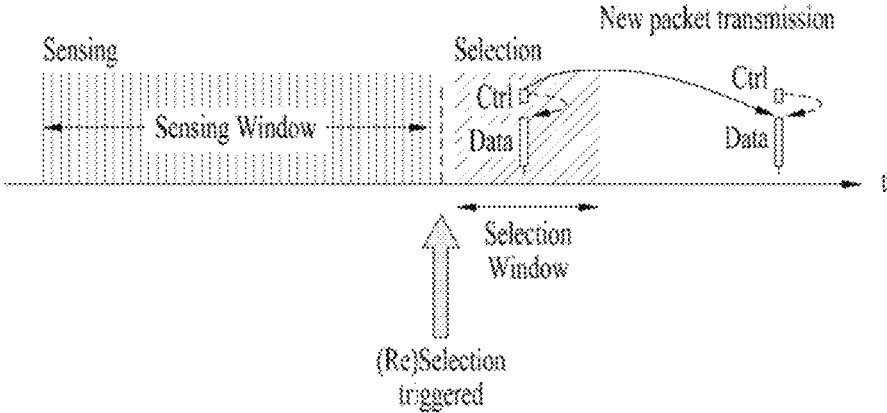 New packet transmission
Sensing
Selection
Ctrl
Ctrl
Sensing Window
Data
Data
t
Selection
Window
(Re)Selection
triggered